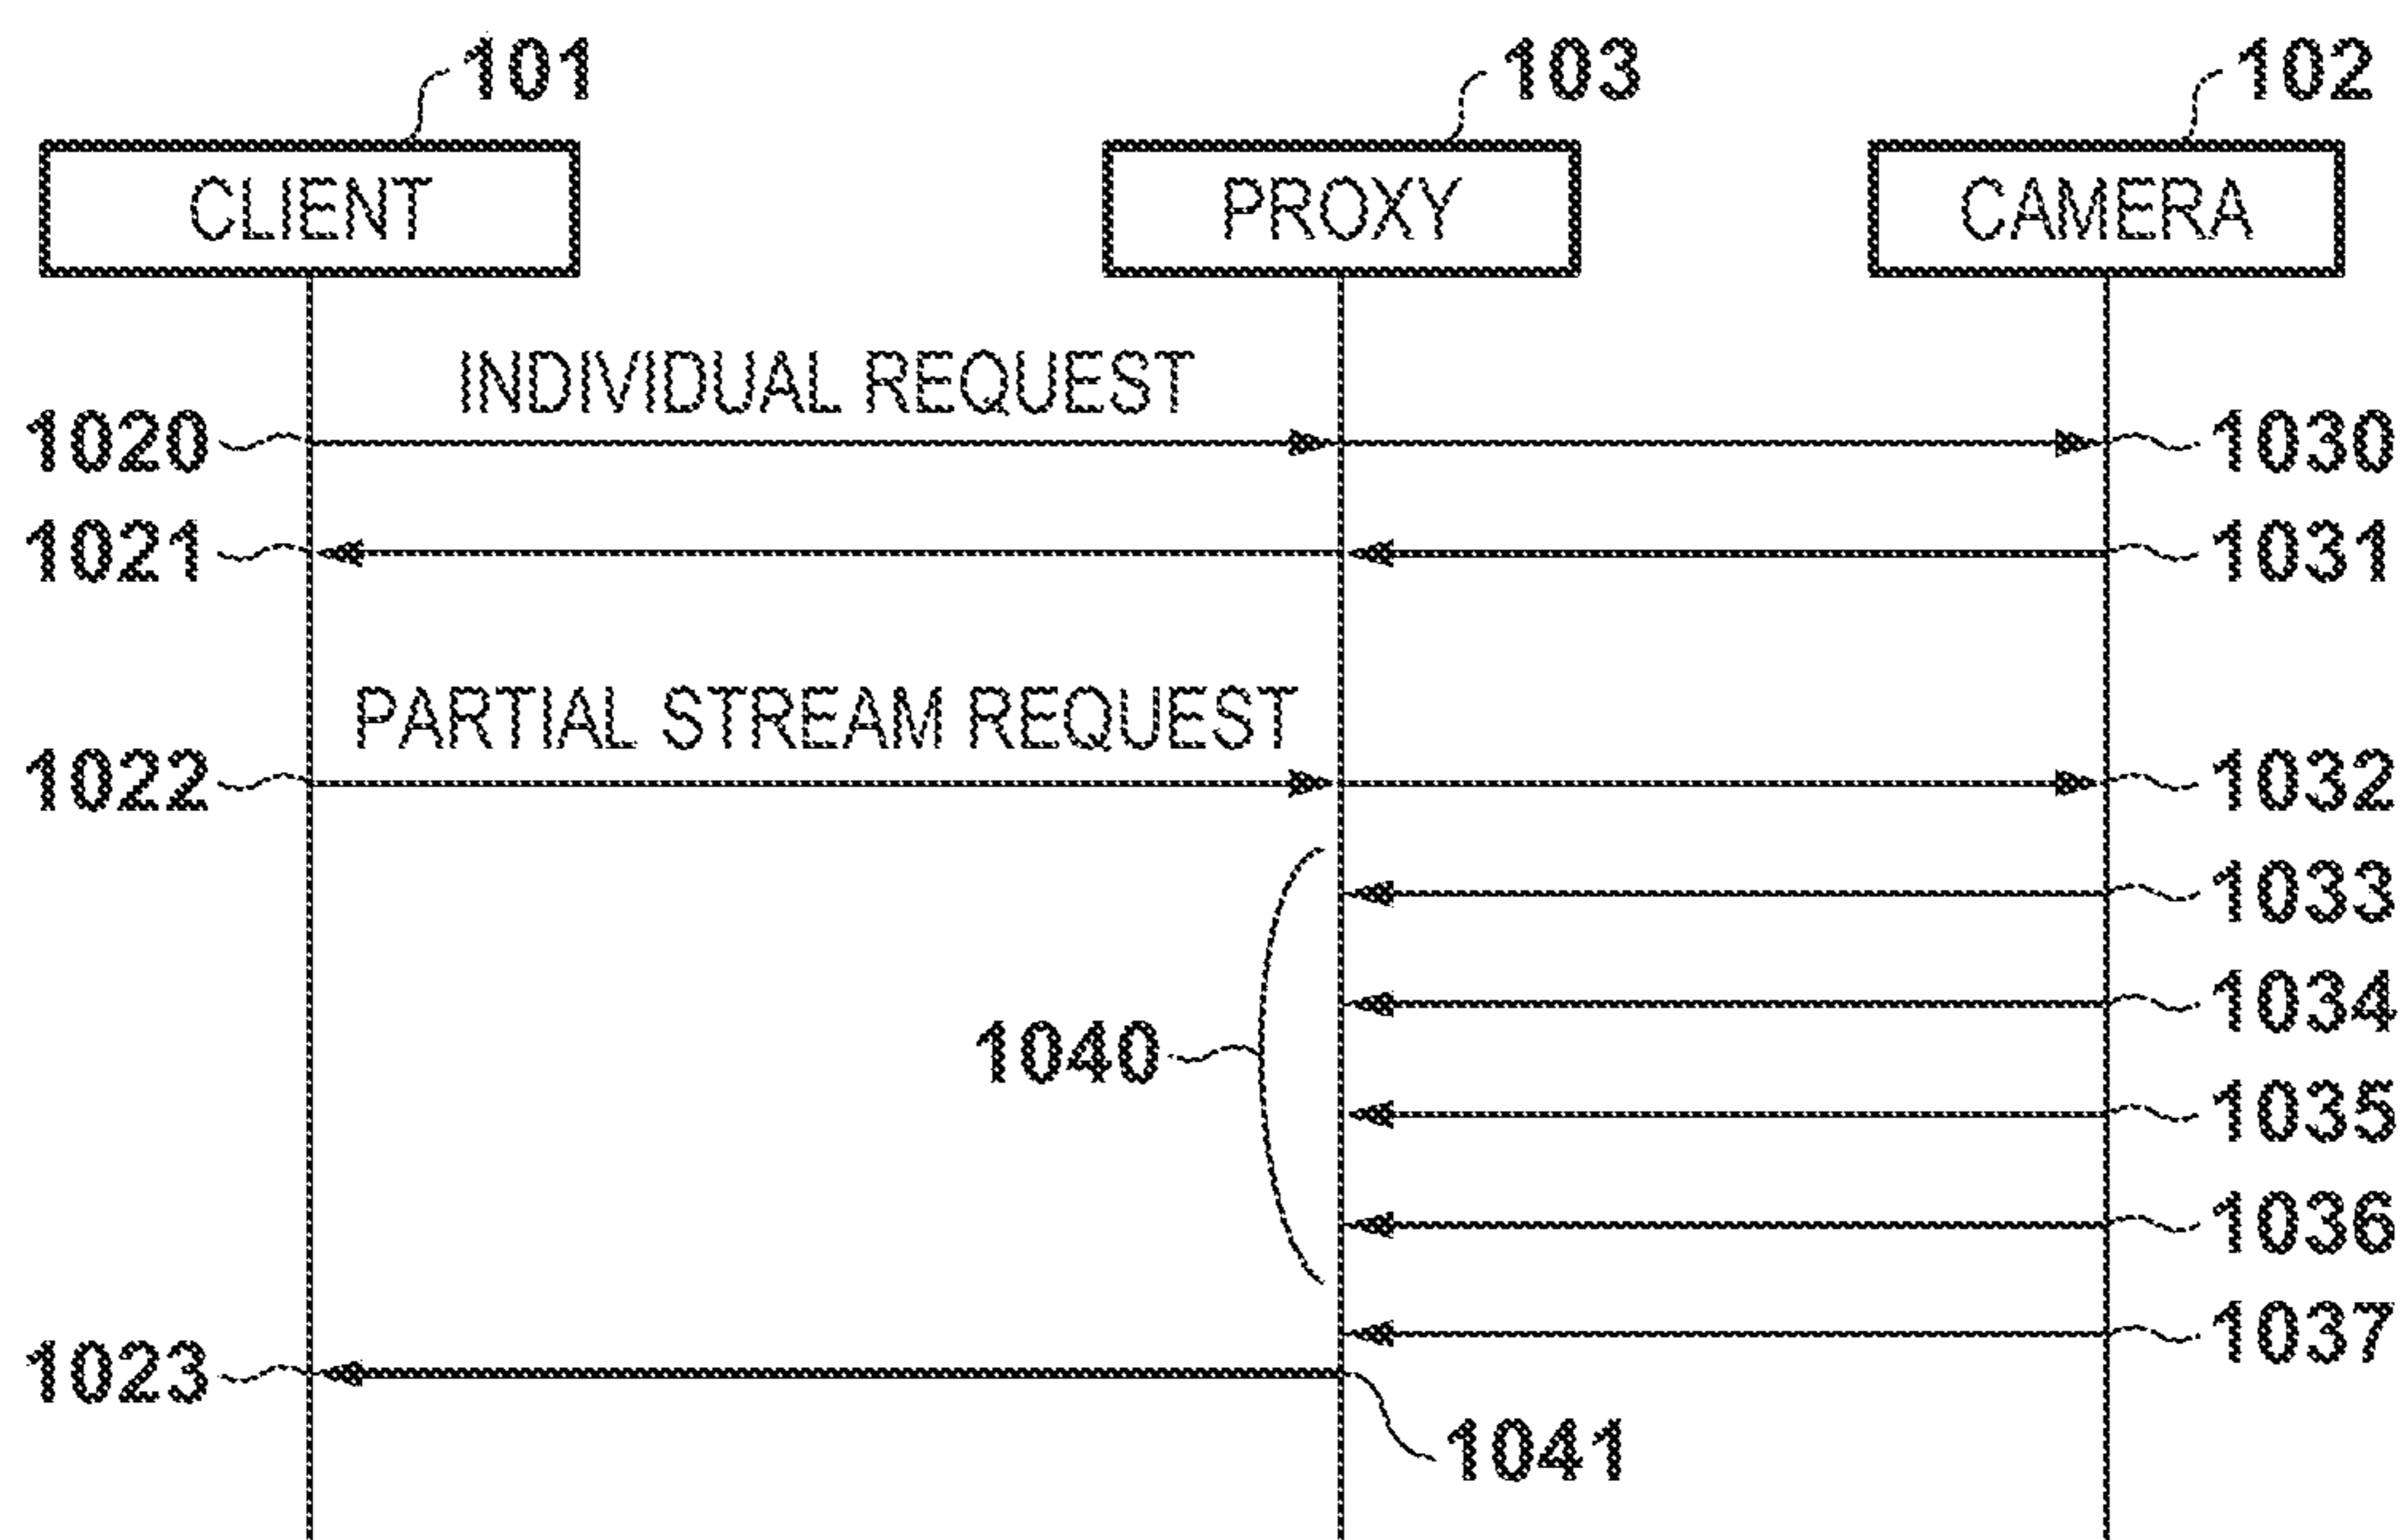 101 103 102
CLIENT PROXY CAMERA
INDIVIDUAL REQUEST
1020 1030
1021 1031
PARTIAL STREAM REQUEST
1022 1032
1033
1034
1040
1035
1036
1037
1023
1041